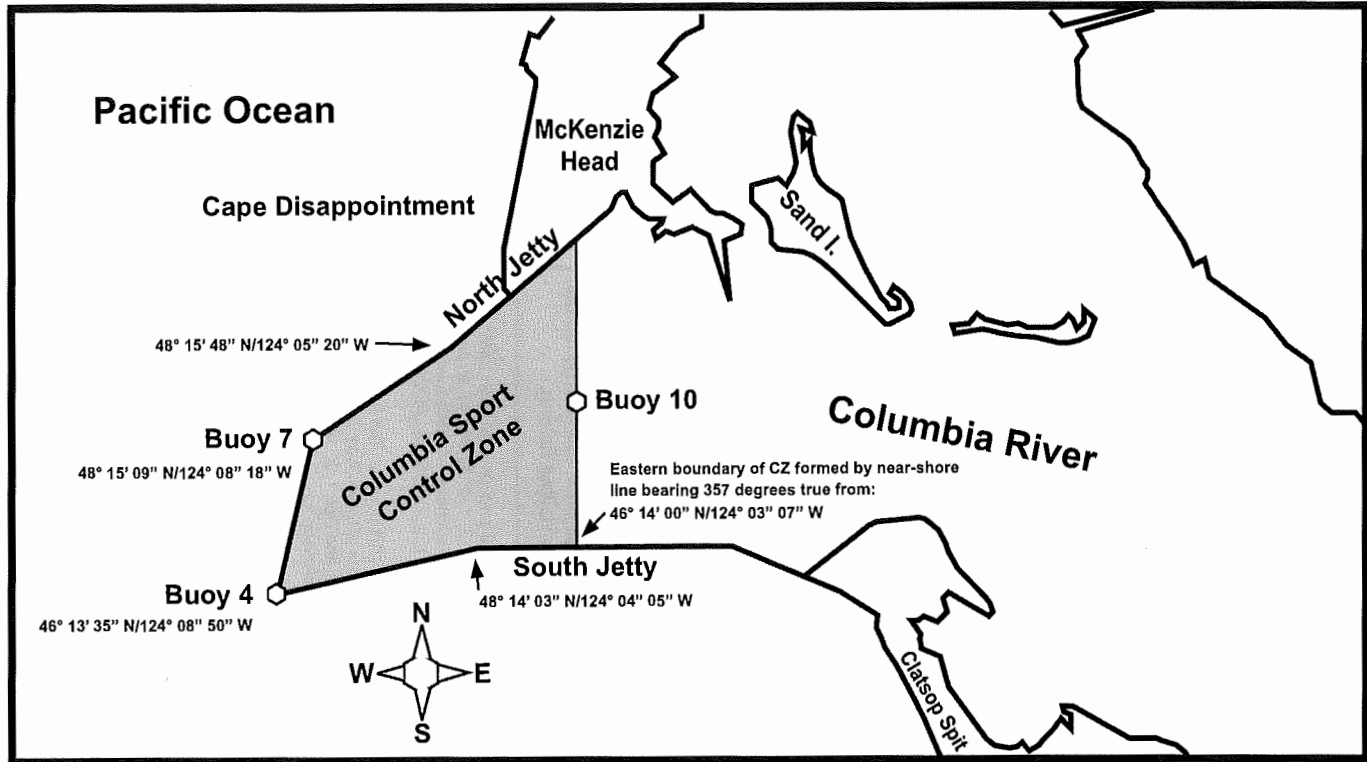 Pacific Ocean
McKenzie
Head
Cape Disappointment
Sand I.
North Jetty
48° 15' 48” N/124° 05” 20” W
Buoy 10
Columbia River
Columbia Sport
Control Zone
Buoy 7
48° 15' 09” N/124° 08” 18” W
Eastern boundary of CZ formed by near-shore
line bearing 357 degrees true from:
46° 14' 00” N/124° 03” 07” W
South Jetty
Buoy 4
48° 14' 03” N/124° 04” 05” W
46° 13' 35” N/124° 08” 50” W
N
W
E
S
Clatsop Spit